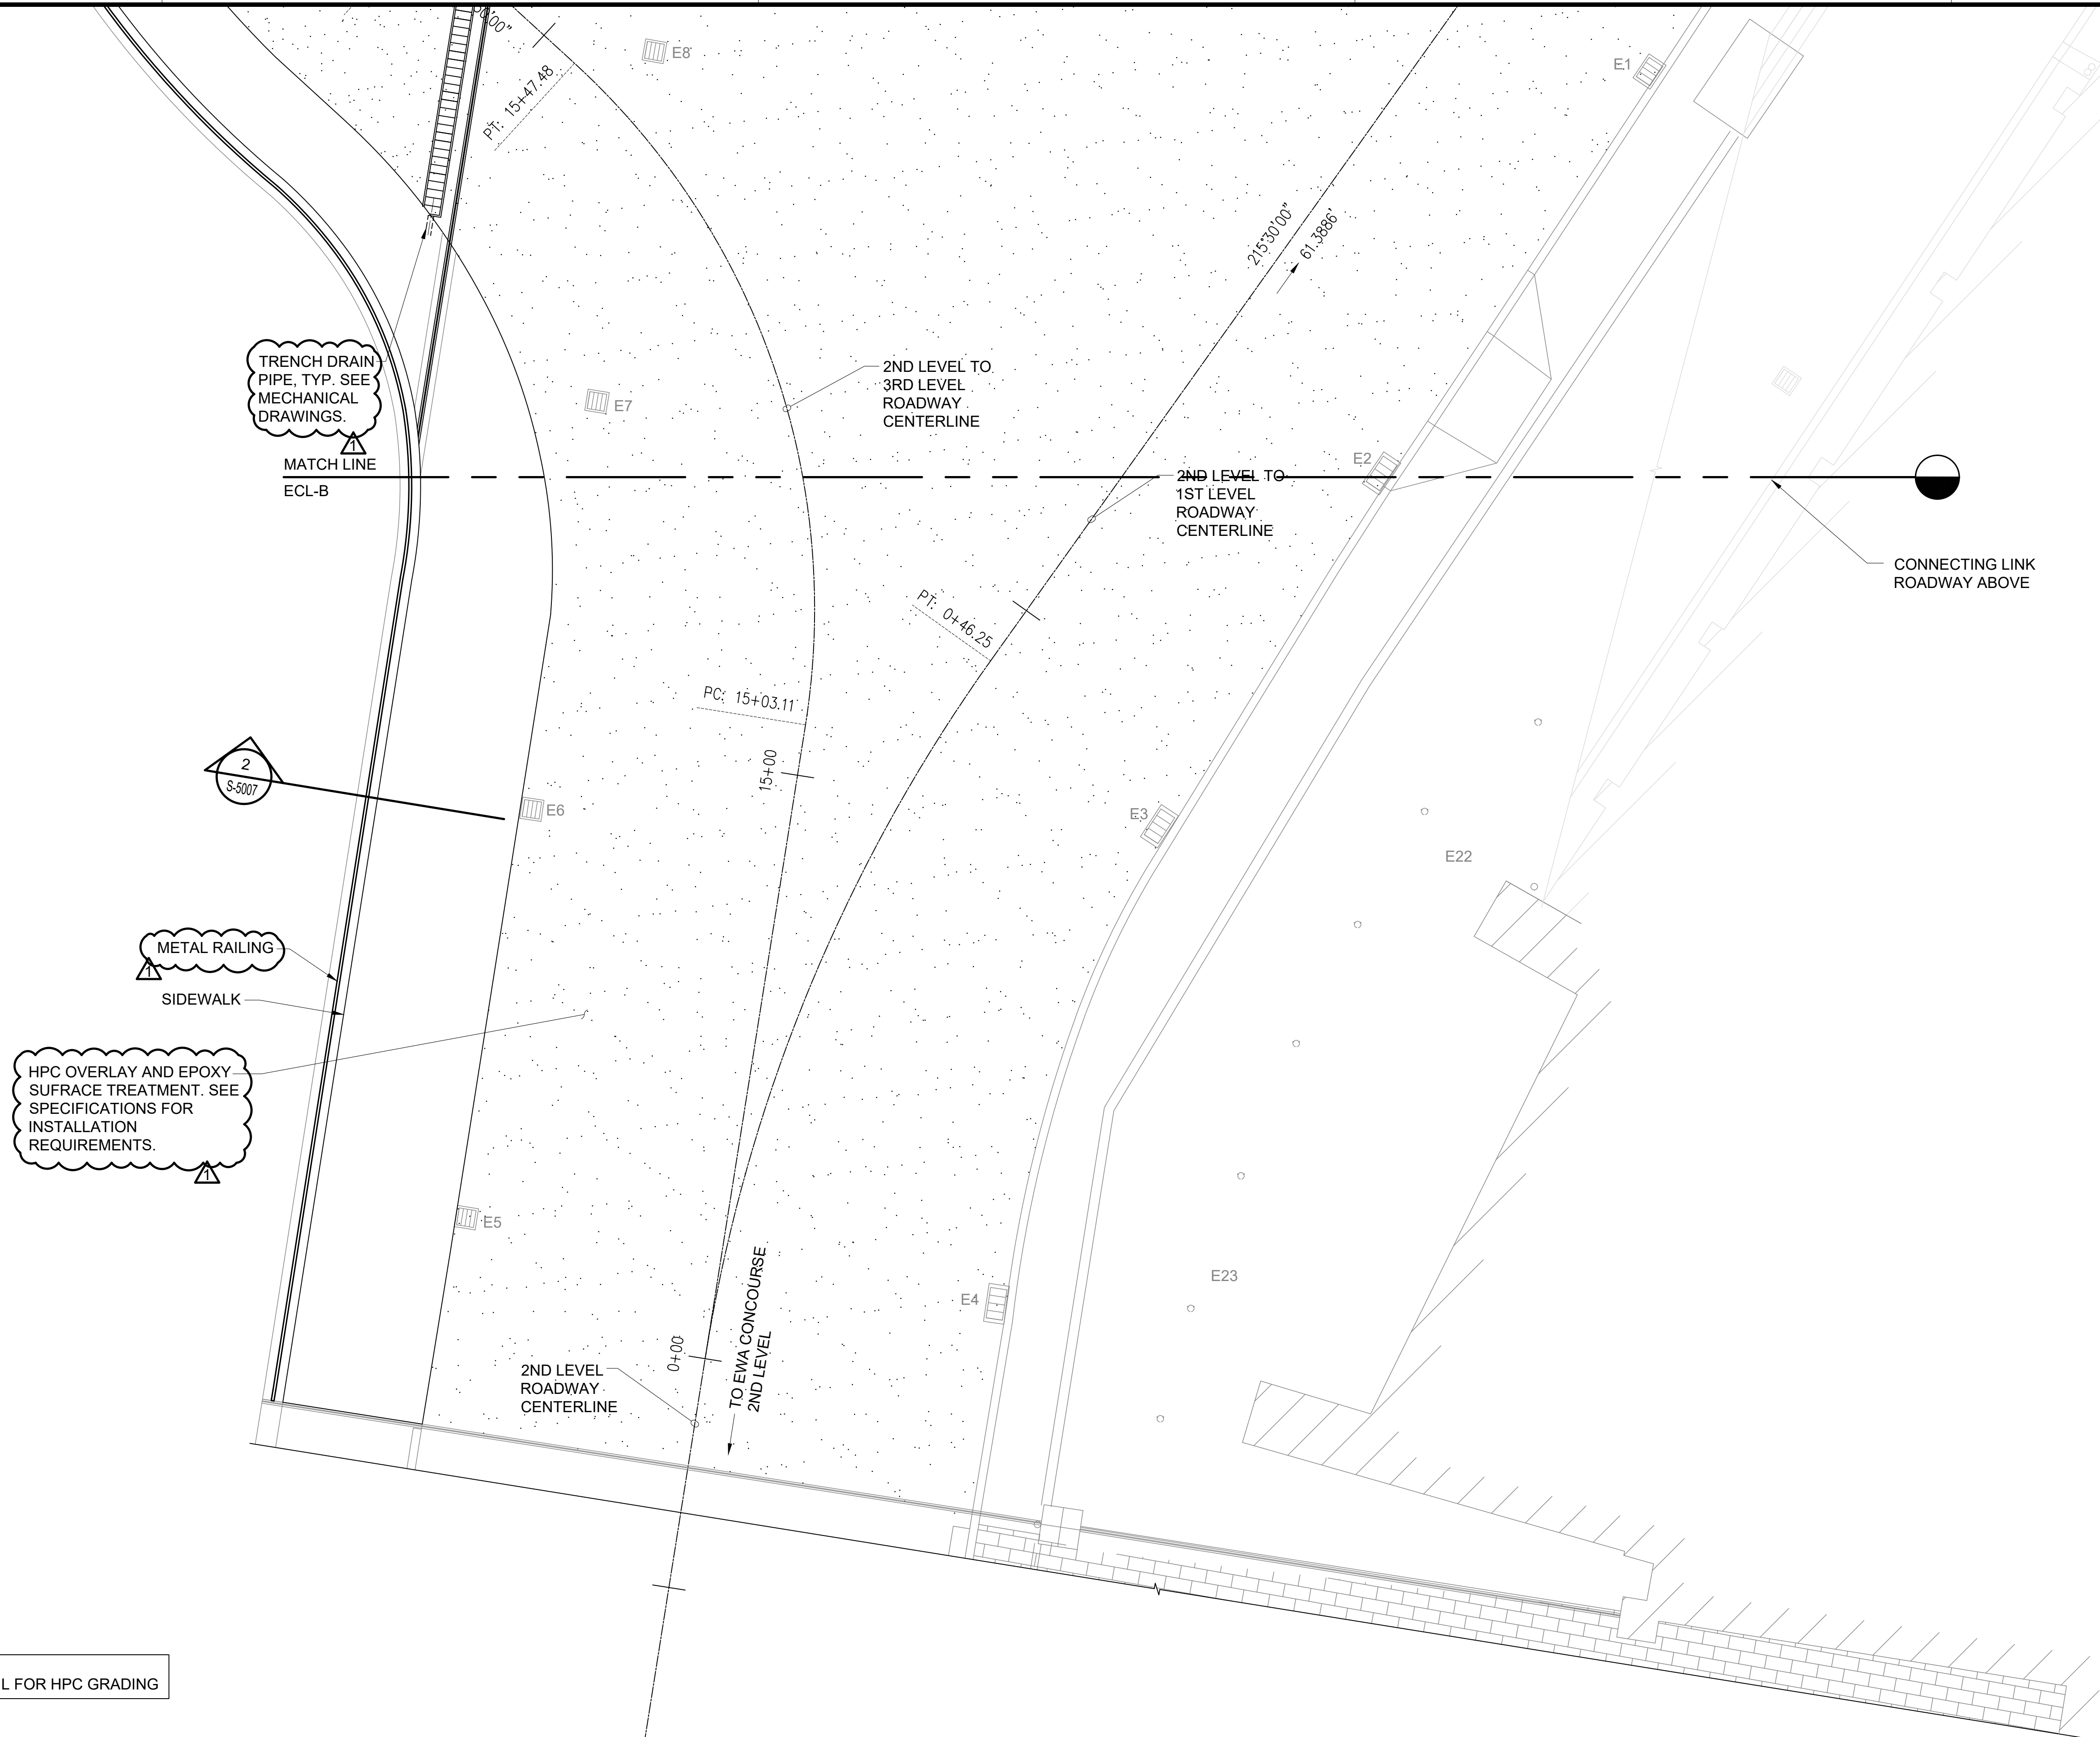 00'00"
E8
PT: 15+47.48
E1
215°30'00"
61.3886'
TRENCH DRAIN
PIPE, TYP. SEE
MECHANICAL
DRAWINGS.
1
2ND LEVEL TO
3RD LEVEL
ROADWAY
CENTERLINE
E7
MATCH LINE
ECL-B
E2
2ND LEVEL TO
1ST LEVEL
ROADWAY
CENTERLINE
CONNECTING LINK
ROADWAY ABOVE
PT: 0+46.25
PC: 15+03.11
15+00
2
S-5007
E6
E3
E22
METAL RAILING
1
SIDEWALK
HPC OVERLAY AND EPOXY
SUFRACE TREATMENT. SEE
SPECIFICATIONS FOR
INSTALLATION
REQUIREMENTS.
1
E5
E4
E23
0+00
TO EWA CONCOURSE
2ND LEVEL
2ND LEVEL
ROADWAY
CENTERLINE
L FOR HPC GRADING